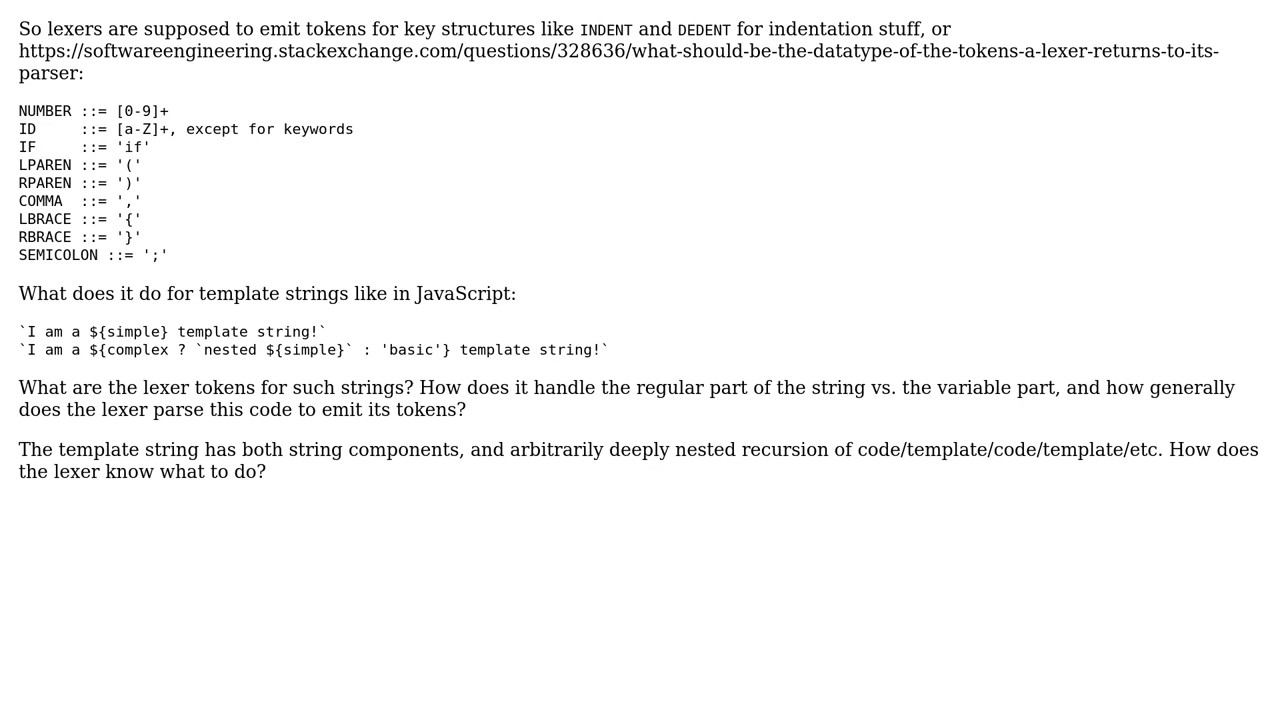 So lexers are supposed to emit tokens for key structures like INDENT and DEDENT for indentation stuff, or
https://softwareengineering.stackexchange.com/questions/328636/what-should-be-the-datatype-of-the-tokens-a-lexer-returns-to-its-
parser:
NUMBER ::= [0-9]+
ID     ::= [a-Z]+, except for keywords
IF     ::= 'if'
LPAREN ::= '('
RPAREN ::= ')'
COMMA  ::= ','
LBRACE ::= '{'
RBRACE ::= '}'
SEMICOLON ::= ';'
What does it do for template strings like in JavaScript:
`I am a ${simple} template string!`
`I am a ${complex ? `nested ${simple}` : 'basic'} template string!`
What are the lexer tokens for such strings? How does it handle the regular part of the string vs. the variable part, and how generally
does the lexer parse this code to emit its tokens?
The template string has both string components, and arbitrarily deeply nested recursion of code/template/code/template/etc. How does
the lexer know what to do?